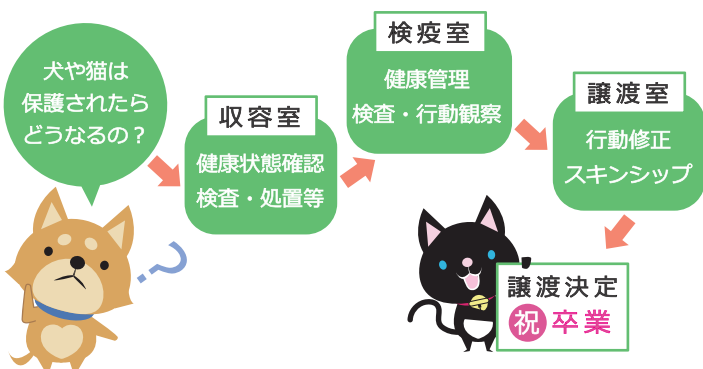 犬や猫は
保護されたら
どうなるの？
収容室
健康状態確認
検査・処置等
検疫室
健康管理
検査・行動観察
譲渡室
行動修正
スキンシップ
譲渡決定
祝卒業